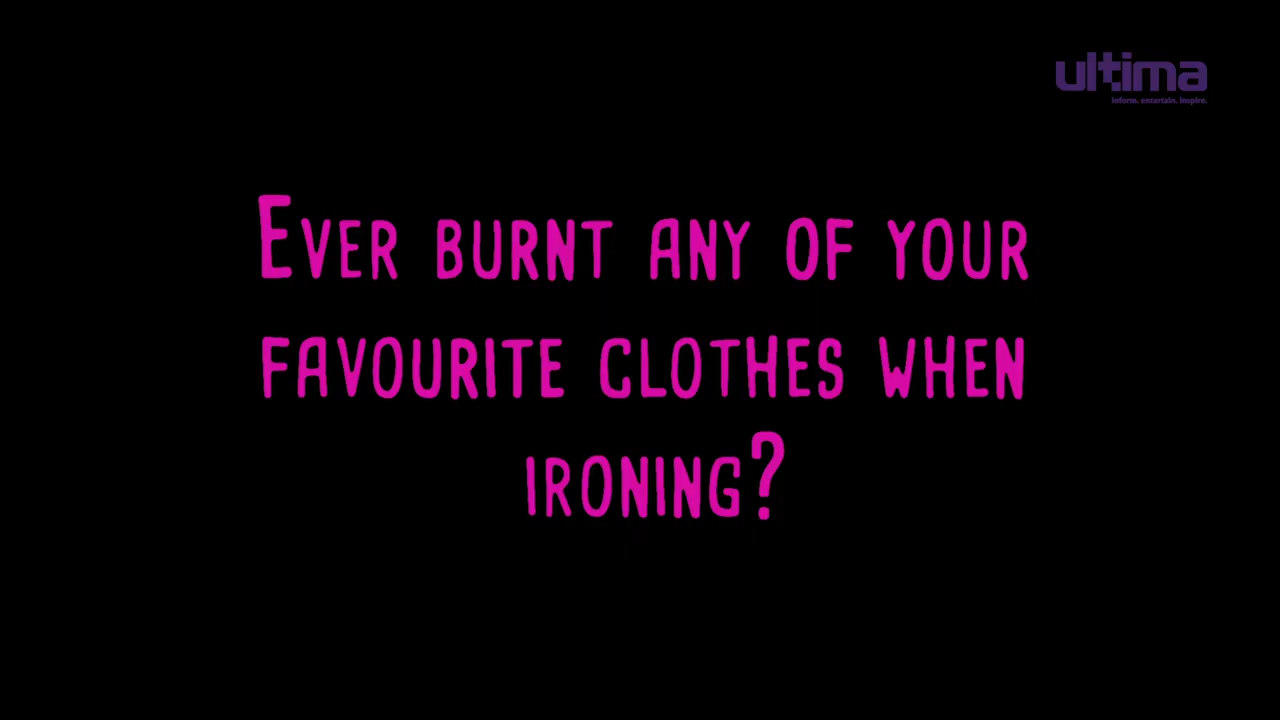 ultima
inform. entertain. inspire.
Ever burnt any of your
favourite clothes when
ironing?